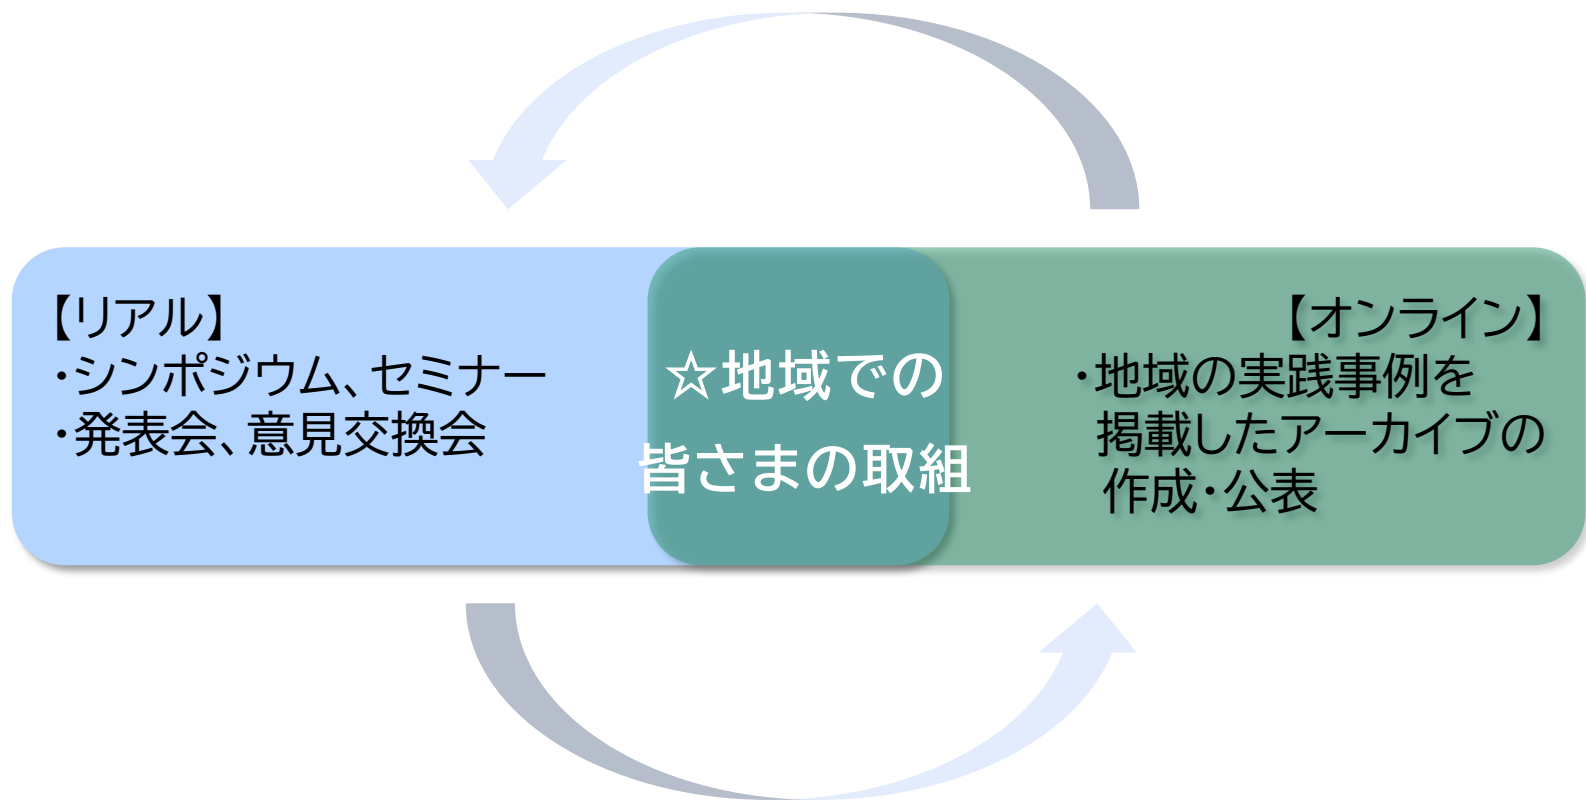 【リアル】
・シンポジウム、セミナー
・発表会、意見交換会
☆地域での
皆さまの取組
【オンライン】
・地域の実践事例を
掲載したアーカイブの
作成・公表